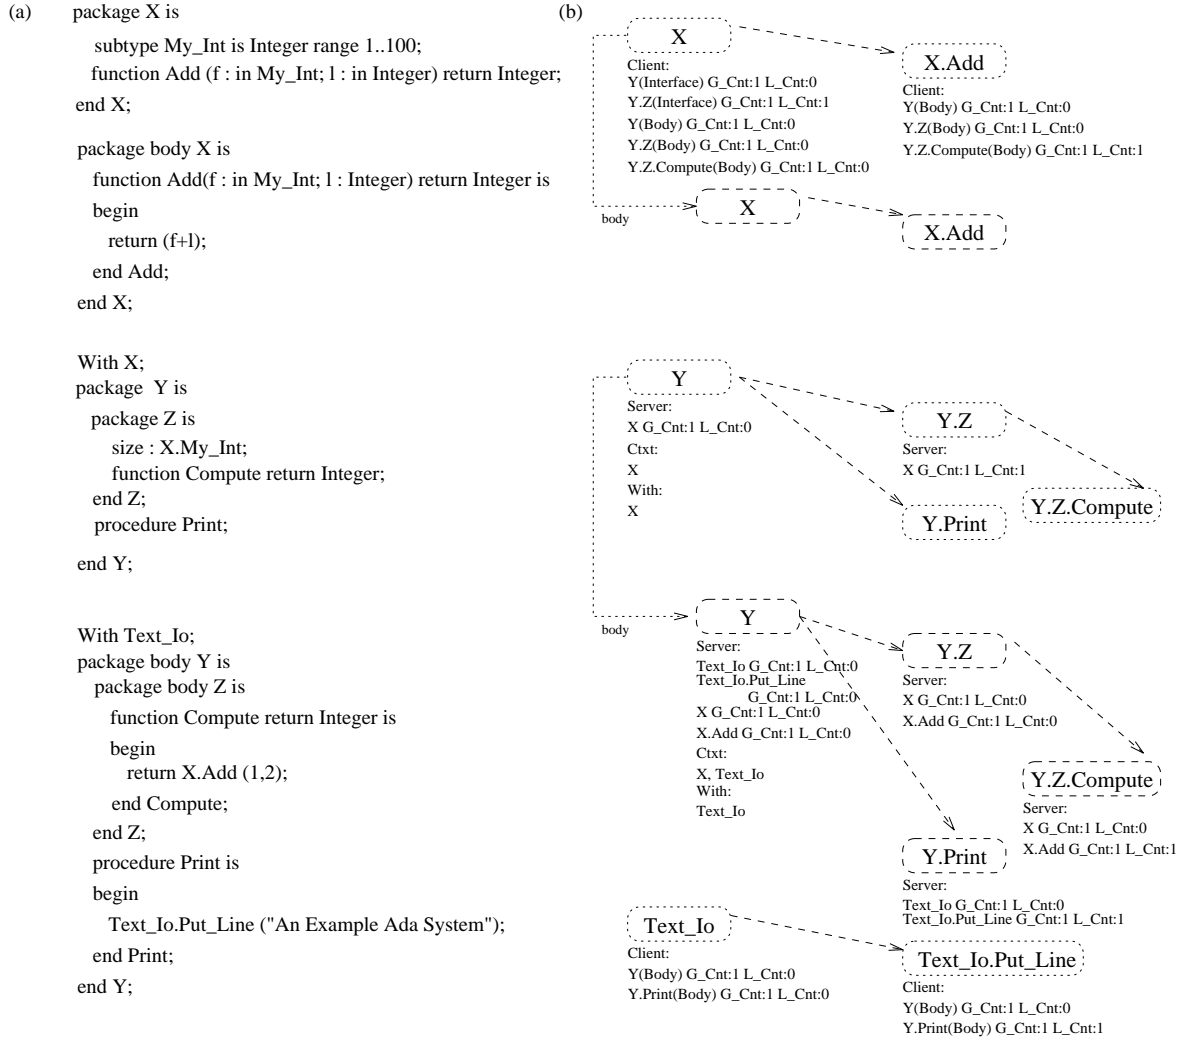 (a)
package X is
subtype My_Int is Integer range 1..100;
function Add (f : in My_Int; l : in Integer) return Integer;
end X;
package body X is
function Add(f : in My_Int; l : Integer) return Integer is
begin
return (f+l);
end Add;
end X;
With X;
package Y is
package Z is
size : X.My_Int;
function Compute return Integer;
end Z;
procedure Print;
end Y;
With Text_Io;
package body Y is
package body Z is
function Compute return Integer is
begin
return X.Add (1,2);
end Compute;
end Z;
procedure Print is
begin
Text_Io.Put_Line ("An Example Ada System");
end Print;
end Y;
(b)
X
Client:
Y(Interface) G_Cnt:1 L_Cnt:0
Y.Z(Interface) G_Cnt:1 L_Cnt:1
Y(Body) G_Cnt:1 L_Cnt:0
Y.Z(Body) G_Cnt:1 L_Cnt:0
Y.Z.Compute(Body) G_Cnt:1 L_Cnt:0
X.Add
Client:
Y(Body) G_Cnt:1 L_Cnt:0
Y.Z(Body) G_Cnt:1 L_Cnt:0
Y.Z.Compute(Body) G_Cnt:1 L_Cnt:1
body
X
X.Add
Y
Server:
X G_Cnt:1 L_Cnt:0
Ctxt:
X
With:
X
Y.Z
Server:
X G_Cnt:1 L_Cnt:1
Y.Z.Compute
Y.Print
body
Y
Server:
Text_Io G_Cnt:1 L_Cnt:0
Text_Io.Put_Line
G_Cnt:1 L_Cnt:0
X G_Cnt:1 L_Cnt:0
X.Add G_Cnt:1 L_Cnt:0
Ctxt:
X, Text_Io
With:
Text_Io
Y.Z
Server:
X G_Cnt:1 L_Cnt:0
X.Add G_Cnt:1 L_Cnt:0
Y.Z.Compute
Server:
X G_Cnt:1 L_Cnt:0
X.Add G_Cnt:1 L_Cnt:1
Y.Print
Server:
Text_Io G_Cnt:1 L_Cnt:0
Text_Io.Put_Line G_Cnt:1 L_Cnt:1
Text_Io
Client:
Y(Body) G_Cnt:1 L_Cnt:0
Y.Print(Body) G_Cnt:1 L_Cnt:0
Text_Io.Put_Line
Client:
Y(Body) G_Cnt:1 L_Cnt:0
Y.Print(Body) G_Cnt:1 L_Cnt:1